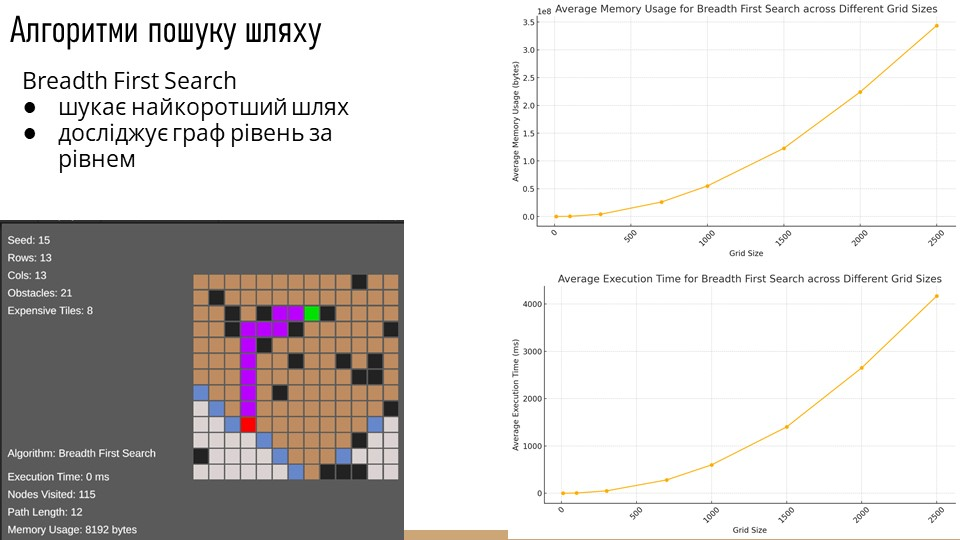 Алгоритми пошуку шляху
Breadth First Search
● шукає найкоротший шлях
● досліджує граф рівень за
рівнем
Seed: 15
Rows: 13
Cols: 13
Obstacles: 21
Expensive Tiles: 8
Algorithm: Breadth First Search
Execution Time: 0 ms
Nodes Visited: 115
Path Length: 12
Memory Usage: 8192 bytes
Average Memory Usage for Breadth First Search across Different Grid Sizes
1e8
Average Memory Usage (bytes)
3.5
3.0
2.5
2.0
1.5
1.0
0.5
0.0
0 500 1000 1500 2000 2500
Grid Size
Average Execution Time for Breadth First Search across Different Grid Sizes
Average Execution Time (ms)
4000
3000
2000
1000
0
0 500 1000 1500 2000 2500
Grid Size